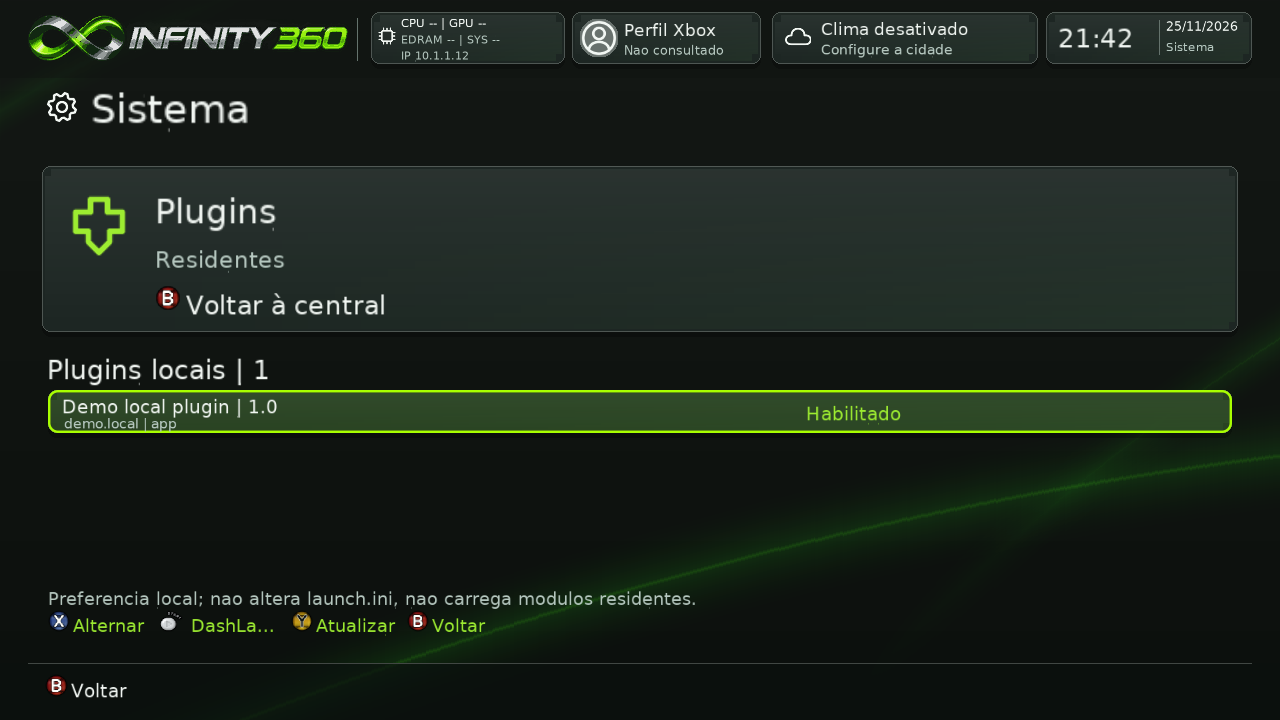 INFINITY 360
CPU -- | GPU --
EDRAM -- | SYS --
IP 10.1.1.12
Perfil Xbox
Nao consultado
Clima desativado
Configure a cidade
21:42
25/11/2026
Sistema
Sistema
Plugins
Residentes
B Voltar à central
Plugins locais | 1
Demo local plugin | 1.0
demo.local | app
Habilitado
Preferencia local; nao altera launch.ini, nao carrega modulos residentes.
X Alternar DashLa... Y Atualizar B Voltar
B Voltar